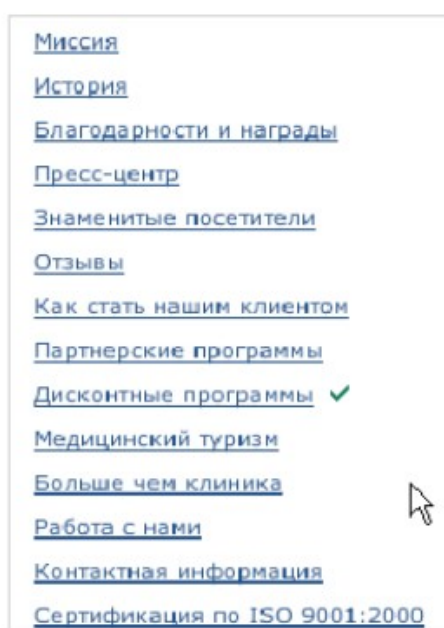 Миссия
История
Благодарности и награды
Пресс-центр
Знаменитые посетители
Отзывы
Как стать нашим клиентом
Партнерские программы
Дисконтные программы
Медицинский туризм
Больше чем клиника
Работа с нами
Контактная информация
Сертификация по ISO 9001:2000